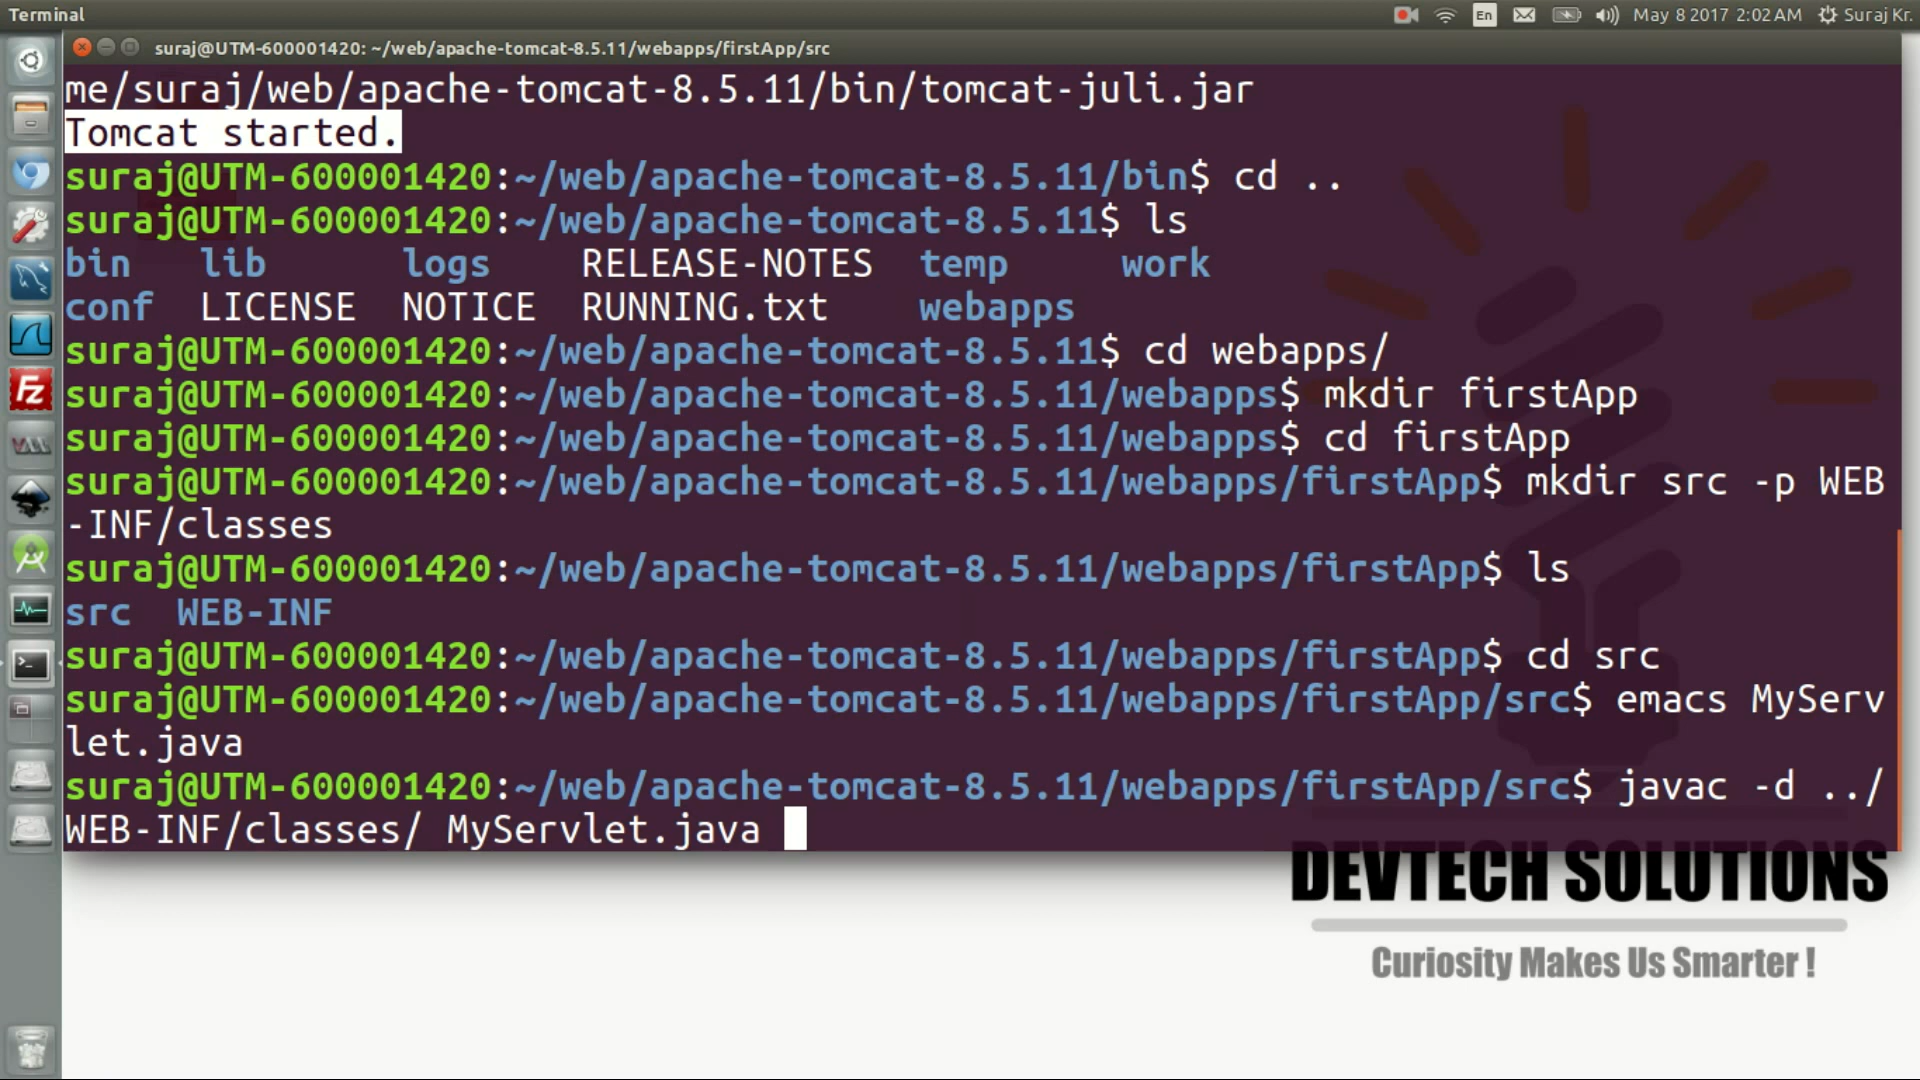 Terminal
En
May 8 2017 2:02 AM
Suraj Kr.
suraj@UTM-600001420: ~/web/apache-tomcat-8.5.11/webapps/firstApp/src
me/suraj/web/apache-tomcat-8.5.11/bin/tomcat-juli.jar
Tomcat started.
suraj@UTM-600001420:~/web/apache-tomcat-8.5.11/bin$ cd ..
suraj@UTM-600001420:~/web/apache-tomcat-8.5.11$ ls
bin lib logs RELEASE-NOTES temp work
conf LICENSE NOTICE RUNNING.txt webapps
suraj@UTM-600001420:~/web/apache-tomcat-8.5.11$ cd webapps/
suraj@UTM-600001420:~/web/apache-tomcat-8.5.11/webapps$ mkdir firstApp
suraj@UTM-600001420:~/web/apache-tomcat-8.5.11/webapps$ cd firstApp
suraj@UTM-600001420:~/web/apache-tomcat-8.5.11/webapps/firstApp$ mkdir src -p WEB
-INF/classes
suraj@UTM-600001420:~/web/apache-tomcat-8.5.11/webapps/firstApp$ ls
src WEB-INF
suraj@UTM-600001420:~/web/apache-tomcat-8.5.11/webapps/firstApp$ cd src
suraj@UTM-600001420:~/web/apache-tomcat-8.5.11/webapps/firstApp/src$ emacs MyServ
let.java
suraj@UTM-600001420:~/web/apache-tomcat-8.5.11/webapps/firstApp/src$ javac -d ../
WEB-INF/classes/ MyServlet.java
Fz
DEVTECH SOLUTIONS
Curiosity Makes Us Smarter !